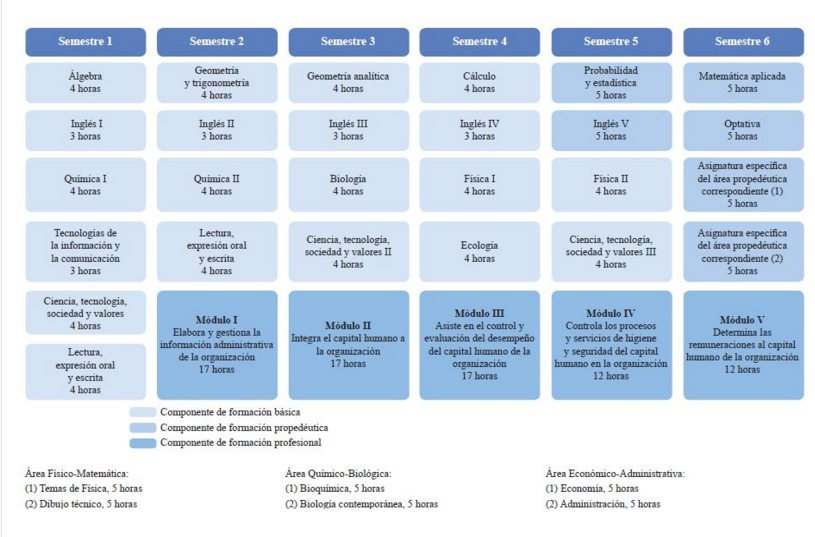 Semestre 1
Semestre 2
Semestre 3
Semestre 4
Semestre 5
Semestre 6
Álgebra
4 horas
Geometría
y trigonometría
4 horas
Geometría analítica
4 horas
Cálculo
4 horas
Probabilidad
y estadística
5 horas
Matemática aplicada
5 horas
Inglés I
3 horas
Inglés II
3 horas
Inglés III
3 horas
Inglés IV
3 horas
Inglés V
5 horas
Optativa
5 horas
Química I
4 horas
Química II
4 horas
Biología
4 horas
Física I
4 horas
Física II
4 horas
Asignatura específica
del área propedéutica
correspondiente (1)
5 horas
Tecnologías de
la información y
la comunicación
3 horas
Lectura,
expresión oral
y escrita
4 horas
Ciencia, tecnología,
sociedad y valores II
4 horas
Ecología
4 horas
Ciencia, tecnología,
sociedad y valores III
4 horas
Asignatura específica
del área propedéutica
correspondiente (2)
5 horas
Ciencia, tecnología,
sociedad y valores
4 horas
Lectura,
expresión oral
y escrita
4 horas
Módulo I
Elabora y gestiona la
información administrativa
de la organización
17 horas
Módulo II
Integra el capital humano a
la organización
17 horas
Módulo III
Asiste en el control y
evaluación del desempeño
del capital humano de la
organización
17 horas
Módulo IV
Controla los procesos
y servicios de higiene
y seguridad del capital
humano en la organización
12 horas
Módulo V
Determina las
remuneraciones al capital
humano de la organización
12 horas
Componente de formación básica
Componente de formación propedéutica
Componente de formación profesional
Área Físico-Matemática:
(1) Temas de Física, 5 horas
(2) Dibujo técnico, 5 horas
Área Químico-Biológica:
(1) Bioquímica, 5 horas
(2) Biología contemporánea, 5 horas
Área Económico-Administrativa:
(1) Economía, 5 horas
(2) Administración, 5 horas